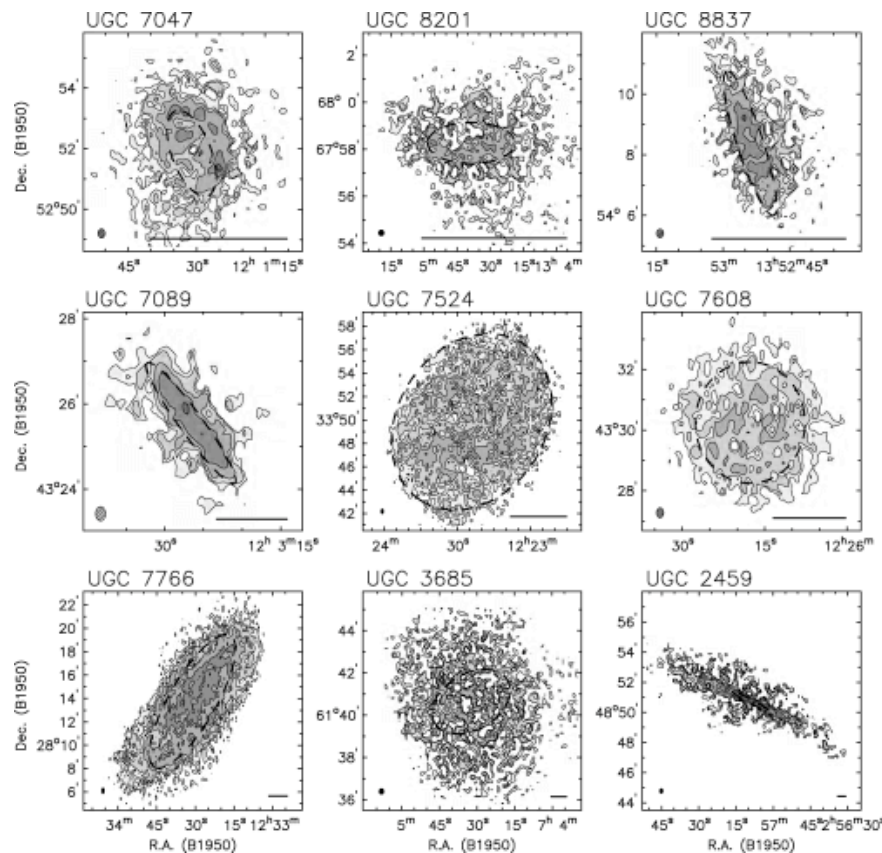 UGC 7047 UGC 8201 UGC 8837
54' 52' 52°50'
Dec. (B1950)
45ˢ 30ˢ 12ʰ 1ᵐ15ˢ
2' 68° 0' 67°58' 56' 54'
15ˢ 5ᵐ 45ˢ 30ˢ 15ˢ13ʰ 4ᵐ
10' 8' 54° 6'
15ˢ 53ᵐ 13ʰ 52ᵐ45ˢ
UGC 7089 UGC 7524 UGC 7608
28' 26' 43°24'
Dec. (B1950)
30ˢ 12ʰ 3ᵐ15ˢ
58' 56' 54' 52' 33°50' 48' 46' 44' 42'
24ᵐ 30ˢ 12ʰ23ᵐ
32' 43°30' 28'
30ˢ 15ˢ 12ʰ26ᵐ
UGC 7766 UGC 3685 UGC 2459
22' 20' 18' 16' 14' 12' 28°10' 8' 6'
Dec. (B1950)
34ᵐ 45ˢ 30ˢ 15ˢ 12ʰ33ᵐ
R.A. (B1950)
44' 42' 61°40' 38' 36'
5ᵐ 45ˢ 30ˢ 15ˢ 7ʰ 4ᵐ
R.A. (B1950)
56' 54' 52' 48°50' 48' 46' 44'
45ˢ 30ˢ 15ˢ 57ᵐ 45ˢ2ʰ56ᵐ30ˢ
R.A. (B1950)